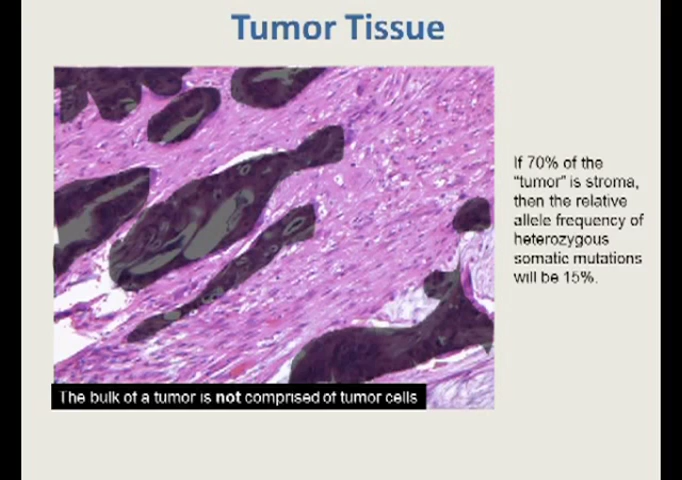 Tumor Tissue
If 70% of the
"tumor" is stroma,
then the relative
allele frequency of
heterozygous
somatic mutations
will be 15%.
The bulk of a tumor is not comprised of tumor cells